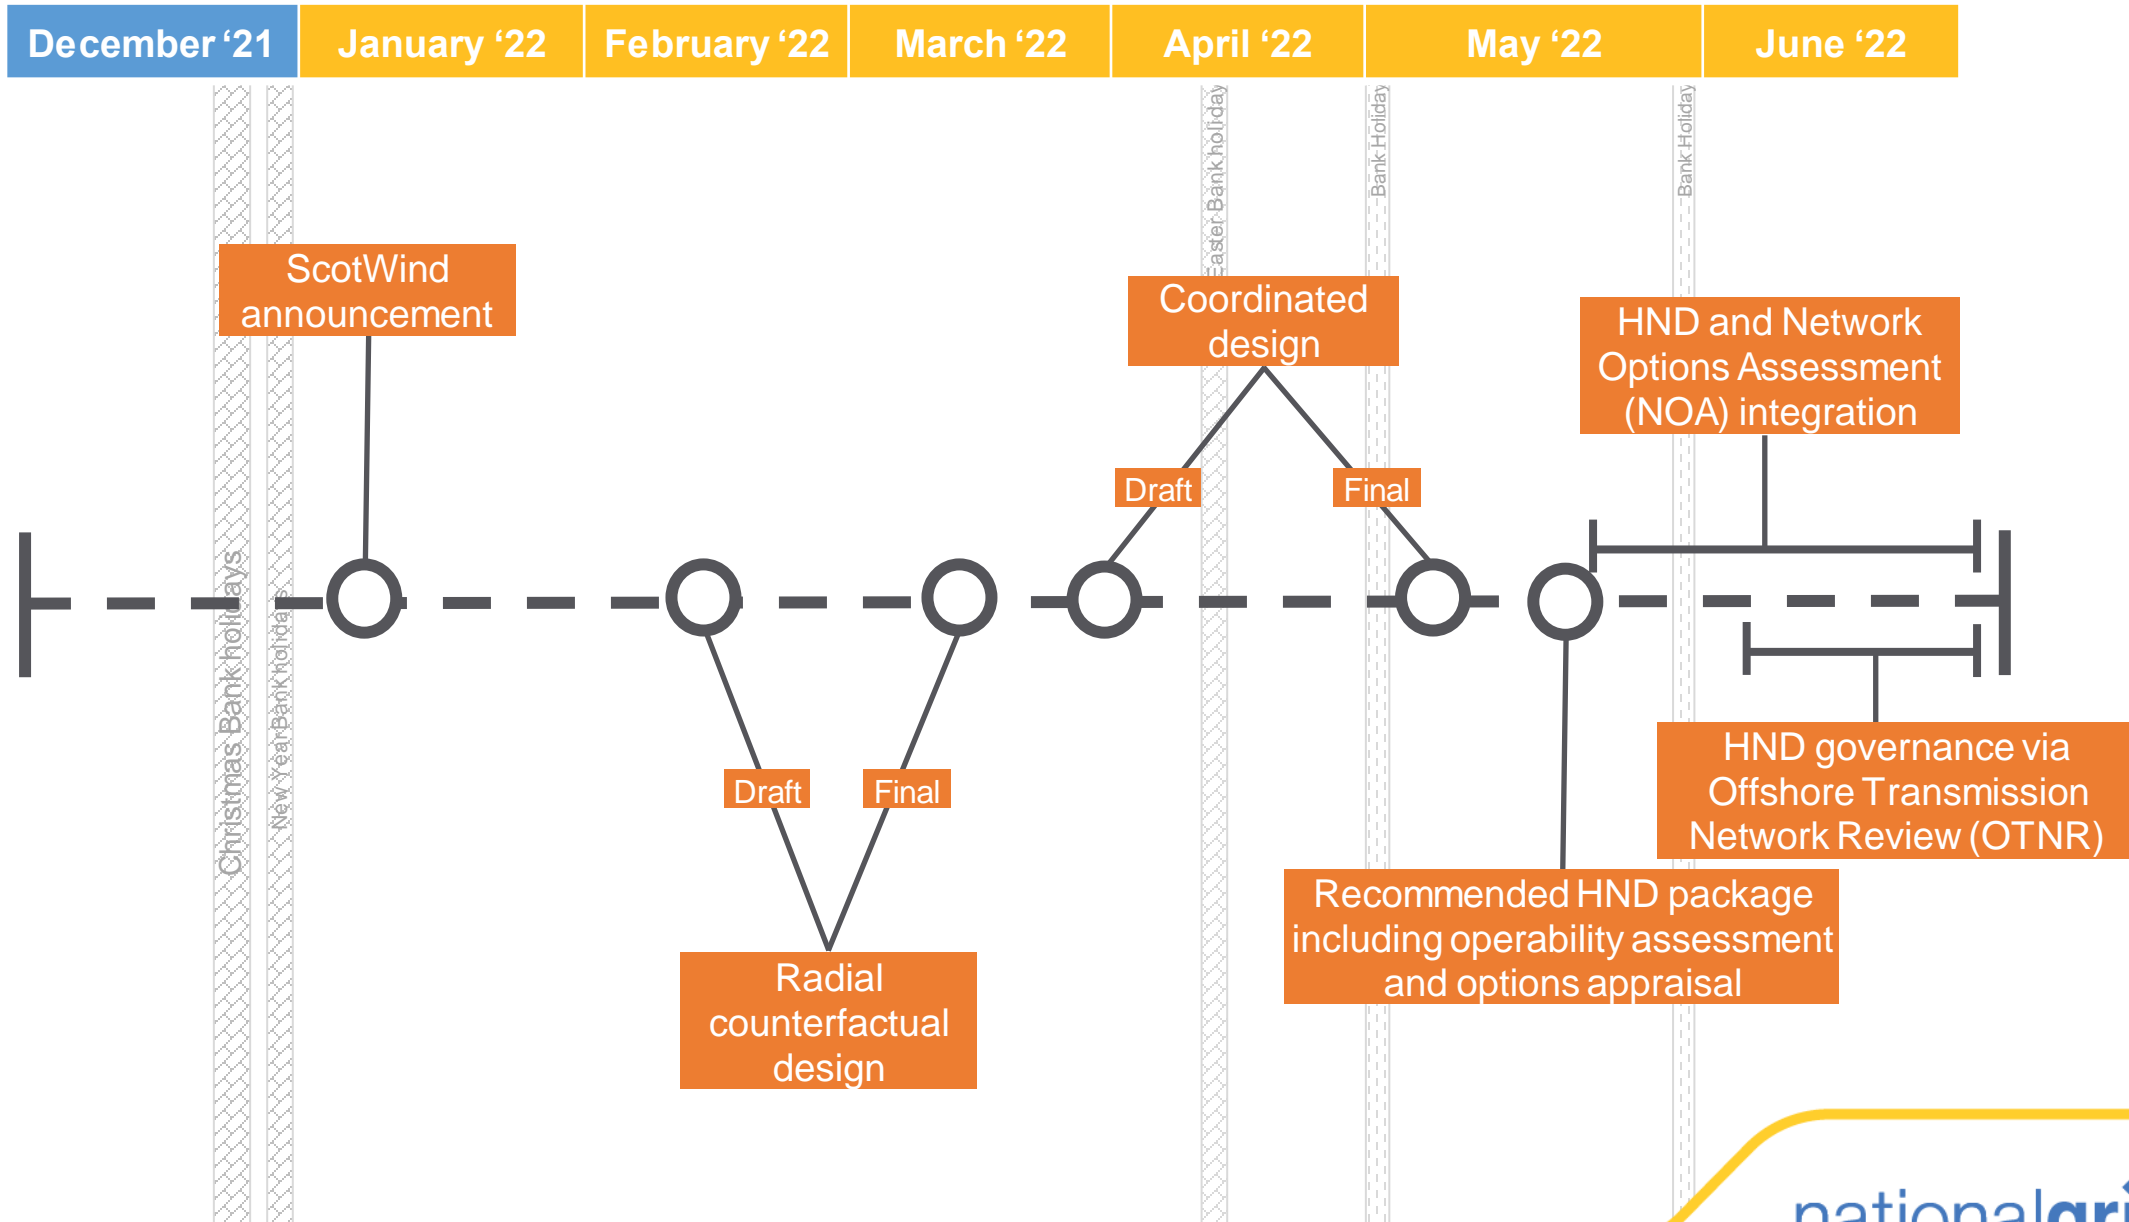 December ‘21
January ‘22
February ‘22
March ‘22
April ‘22
May ‘22
June ‘22
Christmas Bank holidays
New Year Bank holidays
Easter Bank holiday
Bank Holiday
Bank Holiday
ScotWind
announcement
Coordinated
design
Draft
Final
HND and Network
Options Assessment
(NOA) integration
Draft
Final
Radial
counterfactual
design
HND governance via
Offshore Transmission
Network Review (OTNR)
Recommended HND package
including operability assessment
and options appraisal